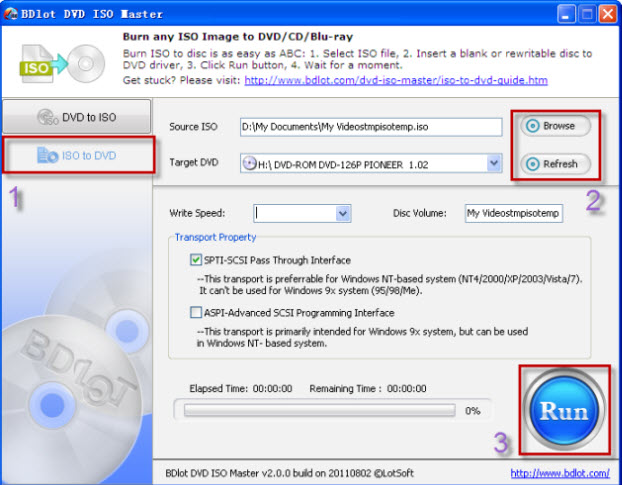 BDlot DVD ISO Master
Burn any ISO Image to DVD/CD/Blu-ray
Burn ISO to disc is as easy as ABC: 1. Select ISO file, 2. Insert a blank or rewritable disc to
DVD driver, 3. Click Run button, 4. Wait for a moment.
Get stuck? Please visit: http://www.bdlot.com/dvd-iso-master/iso-to-dvd-guide.htm
ISO
DVD to ISO
ISO to DVD
1
Source ISO
D:\My Documents\My Videostmpisotemp.iso
Browse
Target DVD
H:\ DVD-ROM DVD-126P PIONEER 1.02
Refresh
2
Write Speed:
Disc Volume:
My Videostmpisotemp
Transport Property
SPTI-SCSI Pass Through Interface
--This transport is preferrable for Windows NT-based system (NT4/2000/XP/2003/Vista/7).
It can't be used for Windows 9x system (95/98/Me).
ASPI-Advanced SCSI Programming Interface
--This transport is primarily intended for Windows 9x system, but can be used
in Windows NT- based system.
BDlOT
Elapsed Time: 00:00:00 Remaining Time : 00:00:00
0%
Run
3
BDlot DVD ISO Master v2.0.0 build on 20110802 ©LotSoft
http://www.bdlot.com/